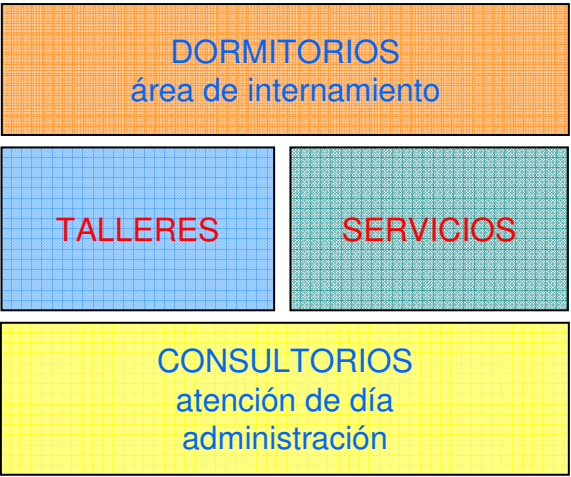 DORMITORIOS
área de internamiento
TALLERES
SERVICIOS
CONSULTORIOS
atención de día
administración